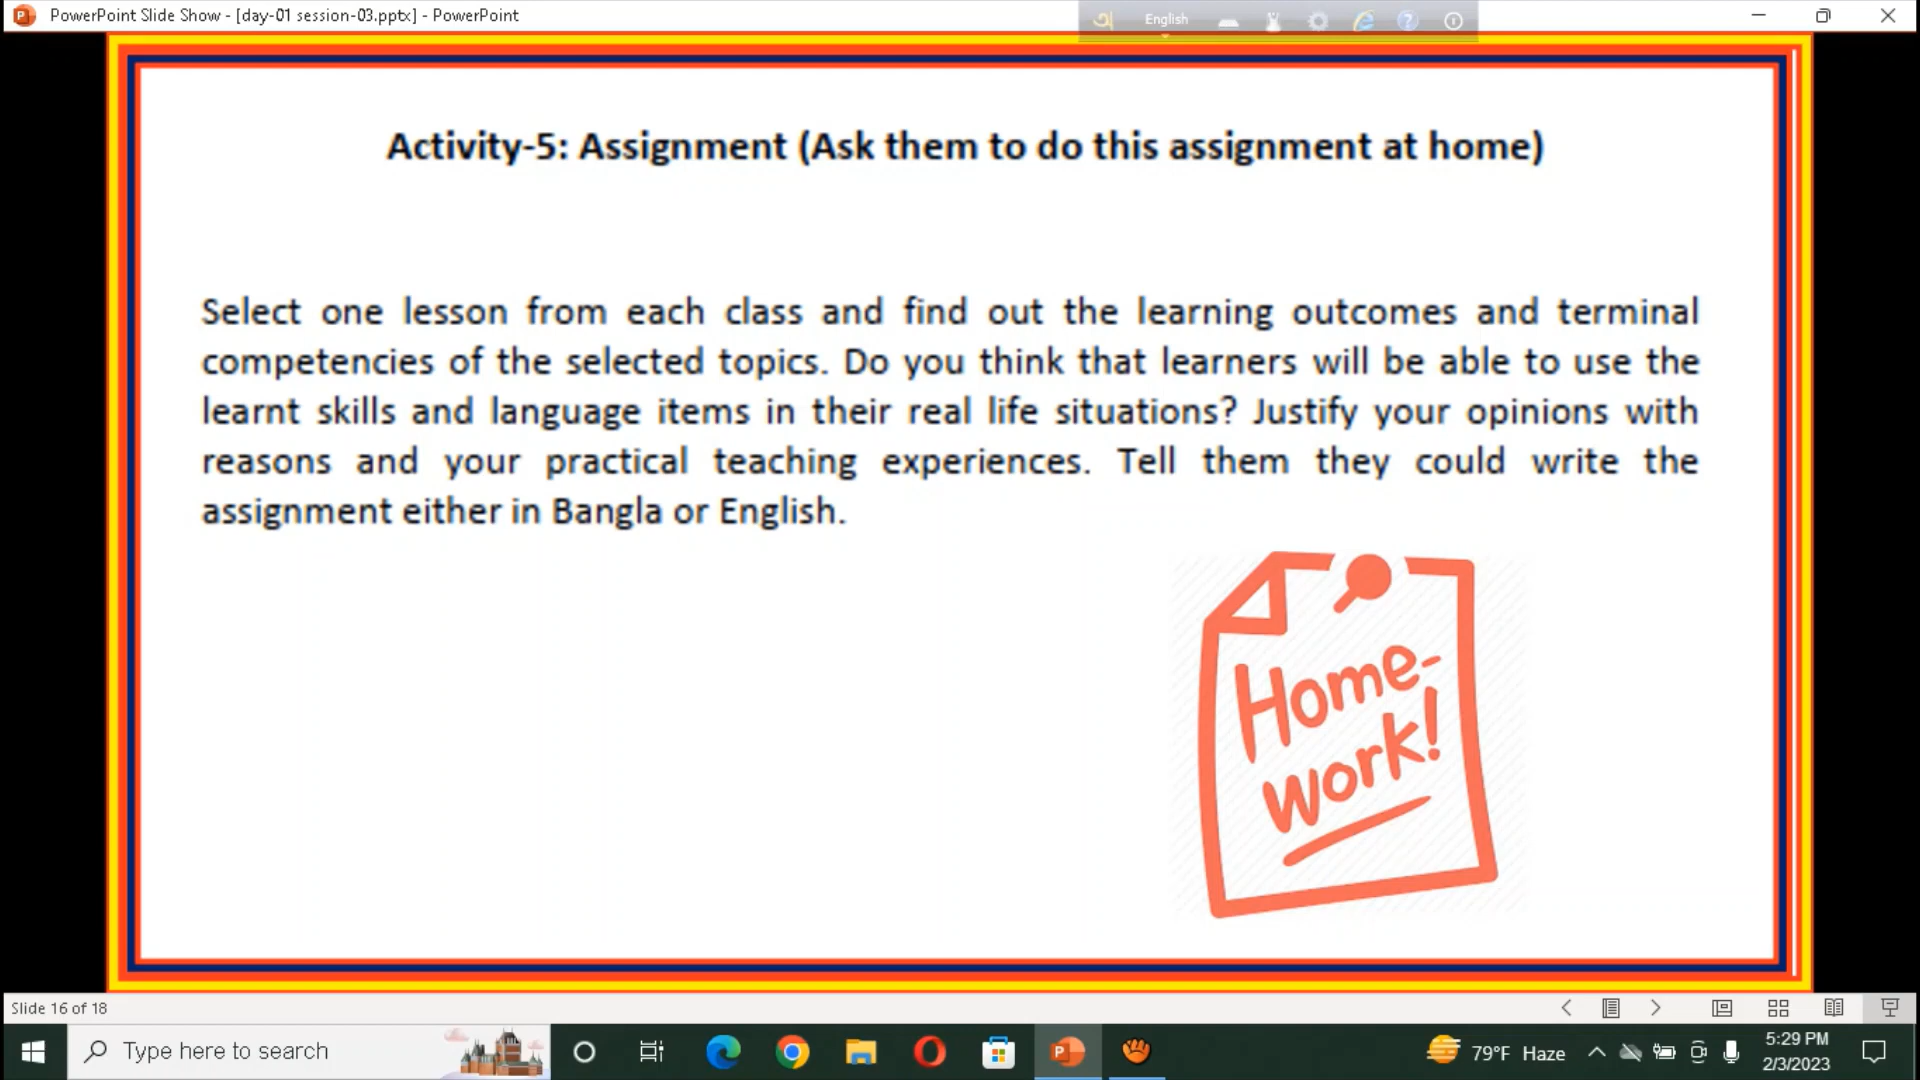 PowerPoint Slide Show - [day-01 session-03.pptx] - PowerPoint
English
Activity-5: Assignment (Ask them to do this assignment at home)
Select one lesson from each class and find out the learning outcomes and terminal
competencies of the selected topics. Do you think that learners will be able to use the
learnt skills and language items in their real life situations? Justify your opinions with
reasons and your practical teaching experiences. Tell them they could write the
assignment either in Bangla or English.
Home-
work!
Slide 16 of 18
Type here to search
79°F Haze
5:29 PM
2/3/2023